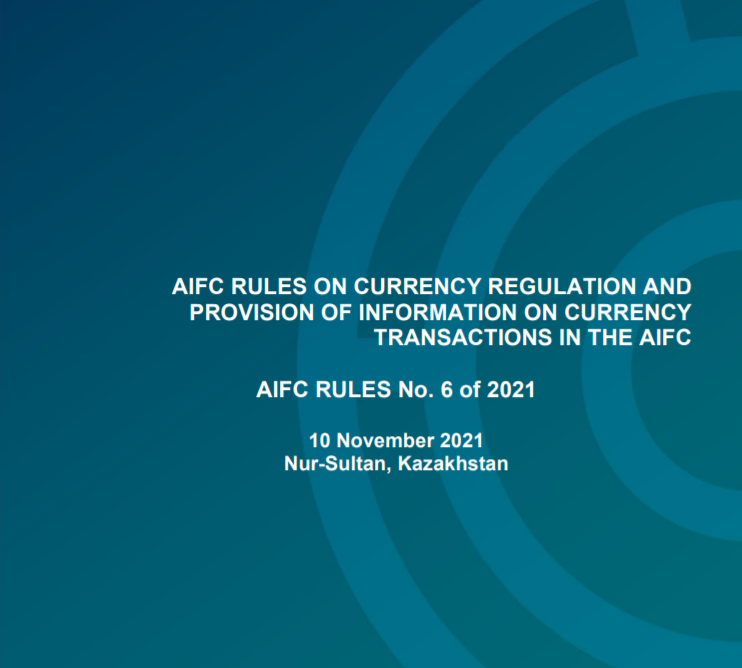 AIFC RULES ON CURRENCY REGULATION AND
PROVISION OF INFORMATION ON CURRENCY
TRANSACTIONS IN THE AIFC
AIFC RULES No. 6 of 2021
10 November 2021
Nur-Sultan, Kazakhstan